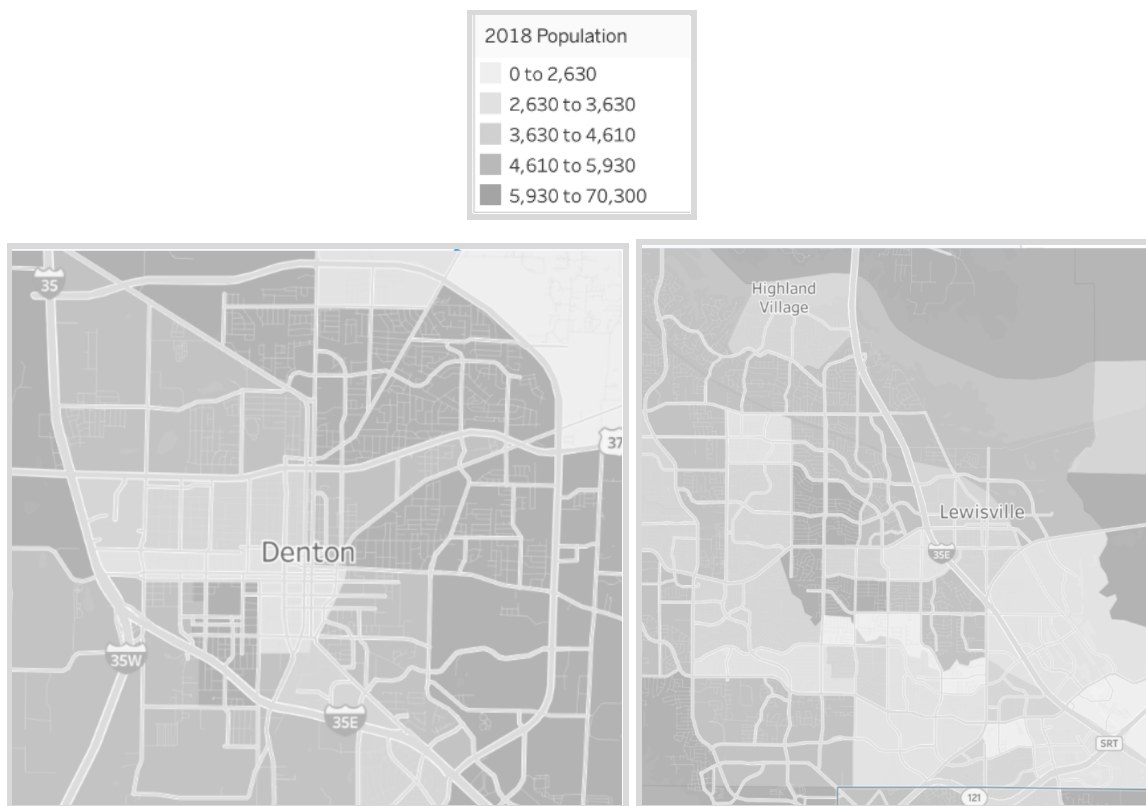 2018 Population
0 to 2,630
2,630 to 3,630
3,630 to 4,610
4,610 to 5,930
5,930 to 70,300
35
37
Denton
35W
35E
Highland
Village
Lewisville
35E
SRT
121